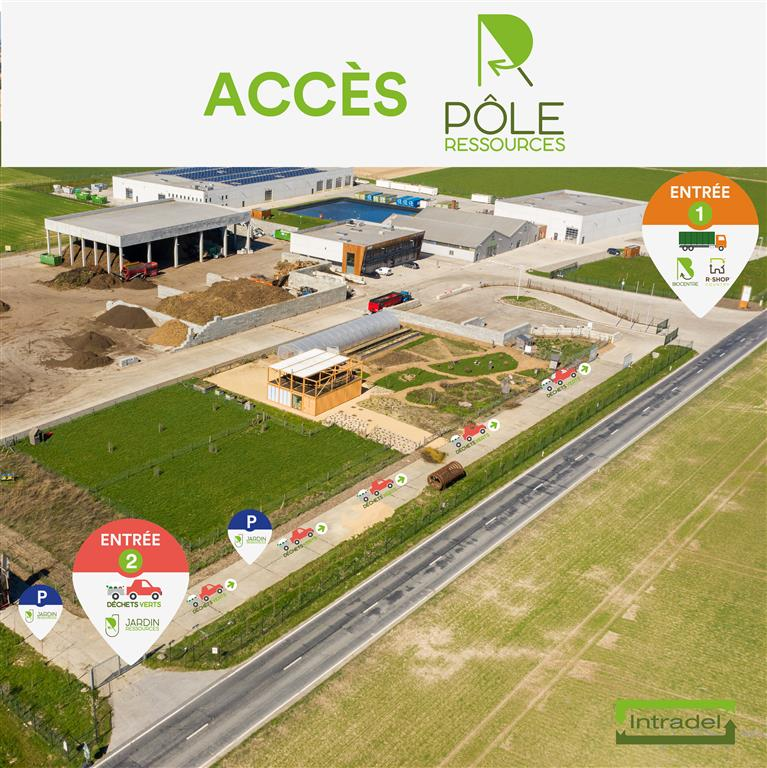 ACCÈS
PÔLE
RESSOURCES
ENTRÉE
1
BIOCENTRE
R-SHOP
ENTRÉE
2
DÉCHETS VERTS
JARDIN
RESSOURCES
P
JARDIN
P
JARDIN
DÉCHETS VERTS
DÉCHETS VERTS
DÉCHETS VERTS
DÉCHETS VERTS
DÉCHETS VERTS
Intradel